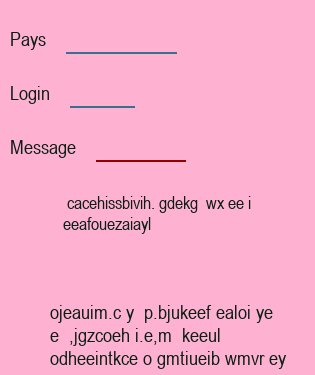 Pays
Login
Message
cacehissbivih. gdekg  wx ee i
eeafouezaiayl
ojeauim.c y  p.bjukeef ealoi ye
e  ,jgzcoeh i.e,m  keeul
odheeintkce o gmtiueib wmvr ey